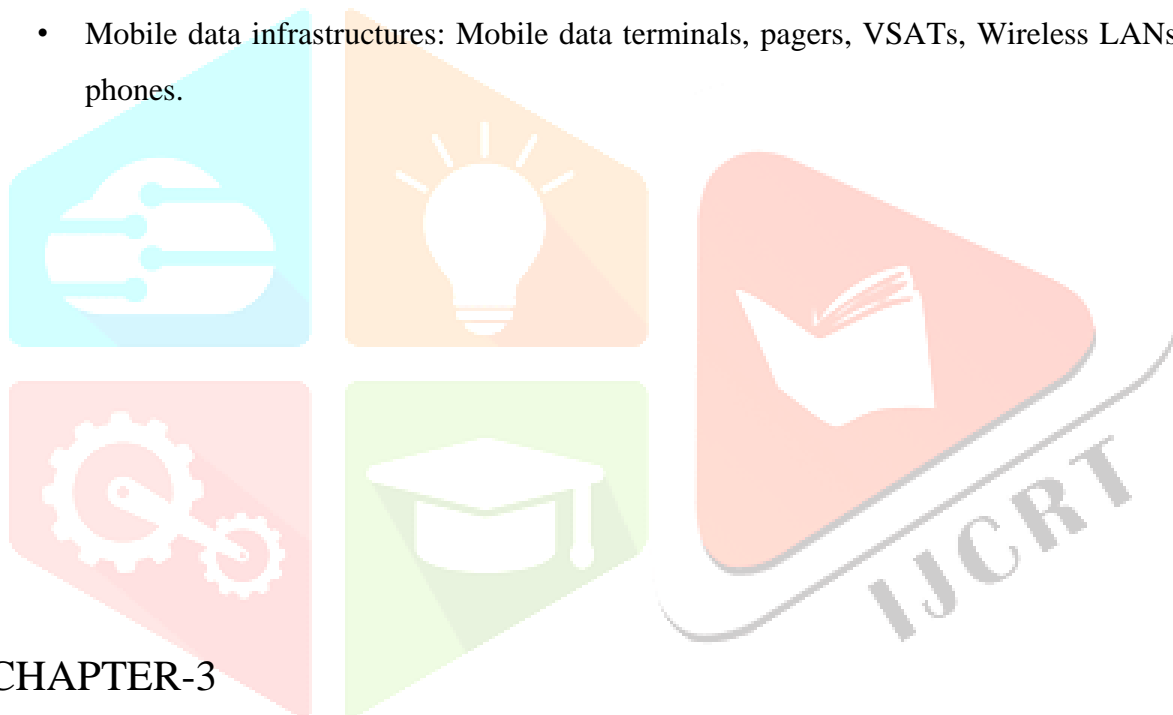 • Mobile data infrastructures: Mobile data terminals, pagers, VSATs, Wireless LANs
phones.
IJCRT
CHAPTER-3